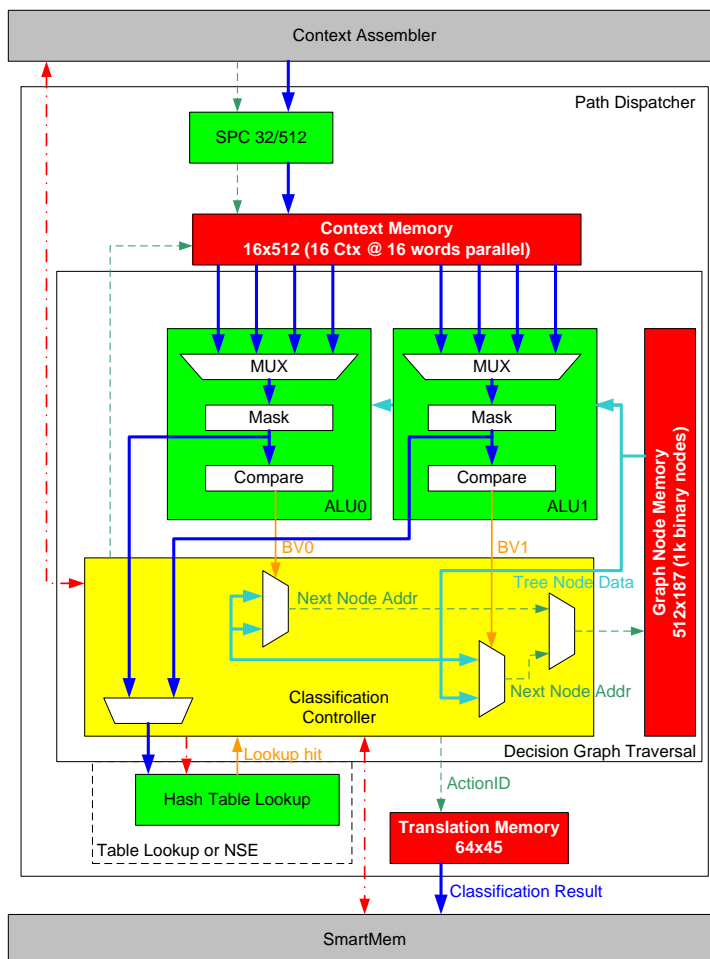 Context Assembler
Path Dispatcher
SPC 32/512
Context Memory
16x512 (16 Ctx @ 16 words parallel)
MUX
MUX
Mask
Mask
Compare
Compare
ALU0
ALU1
Graph Node Memory
512x187 (1k binary nodes)
BV0
BV1
Tree Node Data
Next Node Addr
Next Node Addr
Classification
Controller
Lookup hit
Decision Graph Traversal
Hash Table Lookup
ActionID
Translation Memory
64x45
Table Lookup or NSE
Classification Result
SmartMem